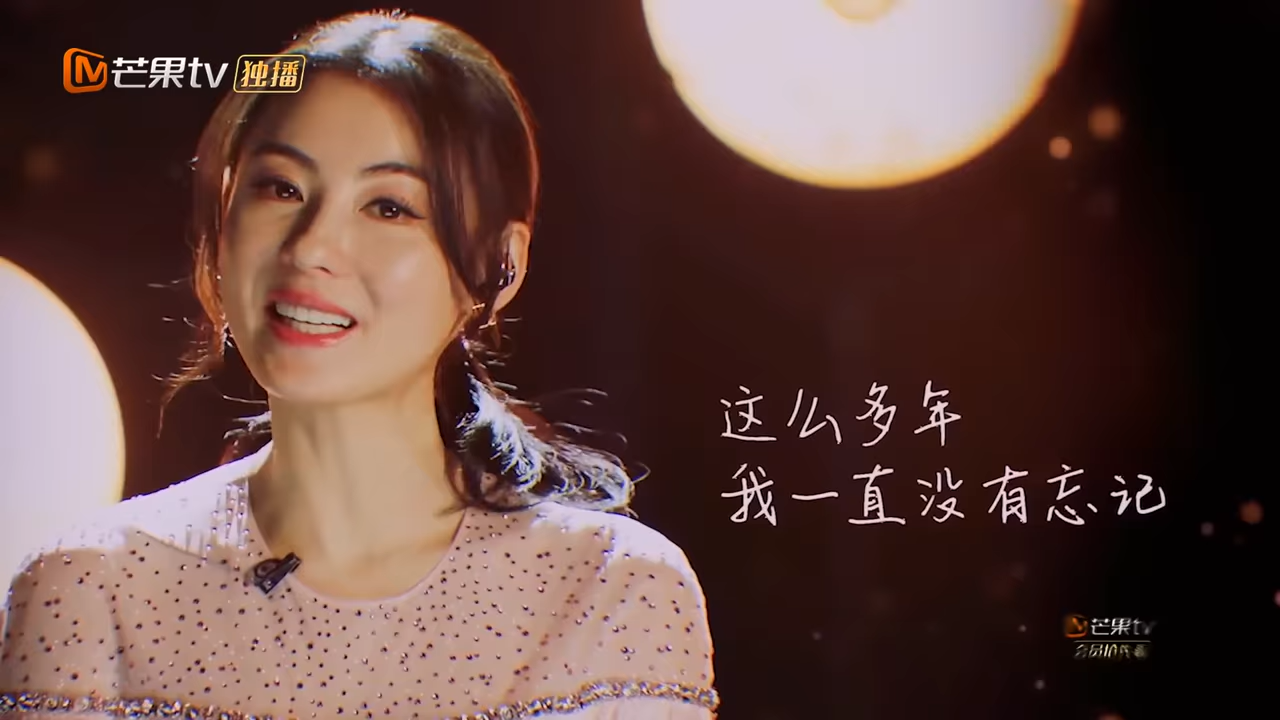 芒果tv 独播
这么多年
我一直没有忘记
芒果tv